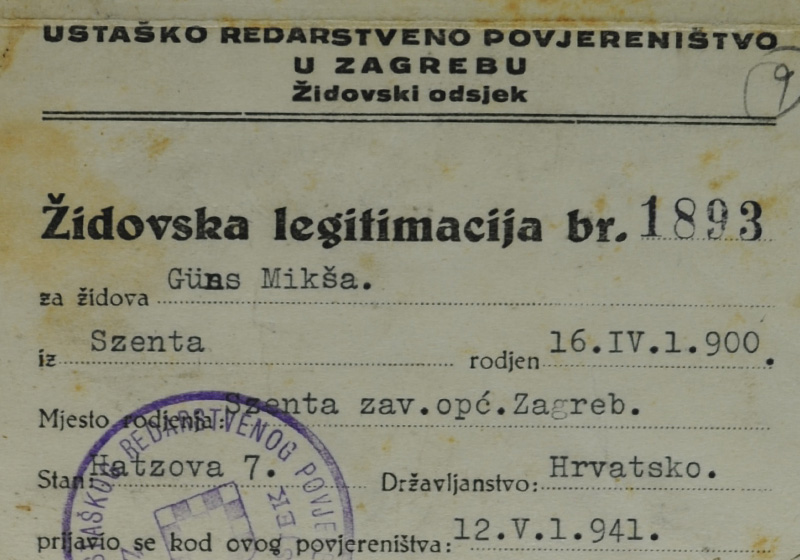 USTAŠKO REDARSTVENO POVJERENIŠTVO
U ZAGREBU
Židovski odsjek
9
Židovska legitimacija br. 1893
za židova Güns Mikša.
iz Szenta rodjen 16.IV.1.900.
Mjesto rodjenja: Szenta zav.opć.Zagreb.
Stan: Hatzova 7. Državljanstvo: Hrvatsko.
prijavio se kod ovog povjereništva: 12.V.1.941.
REDARSTVENOG